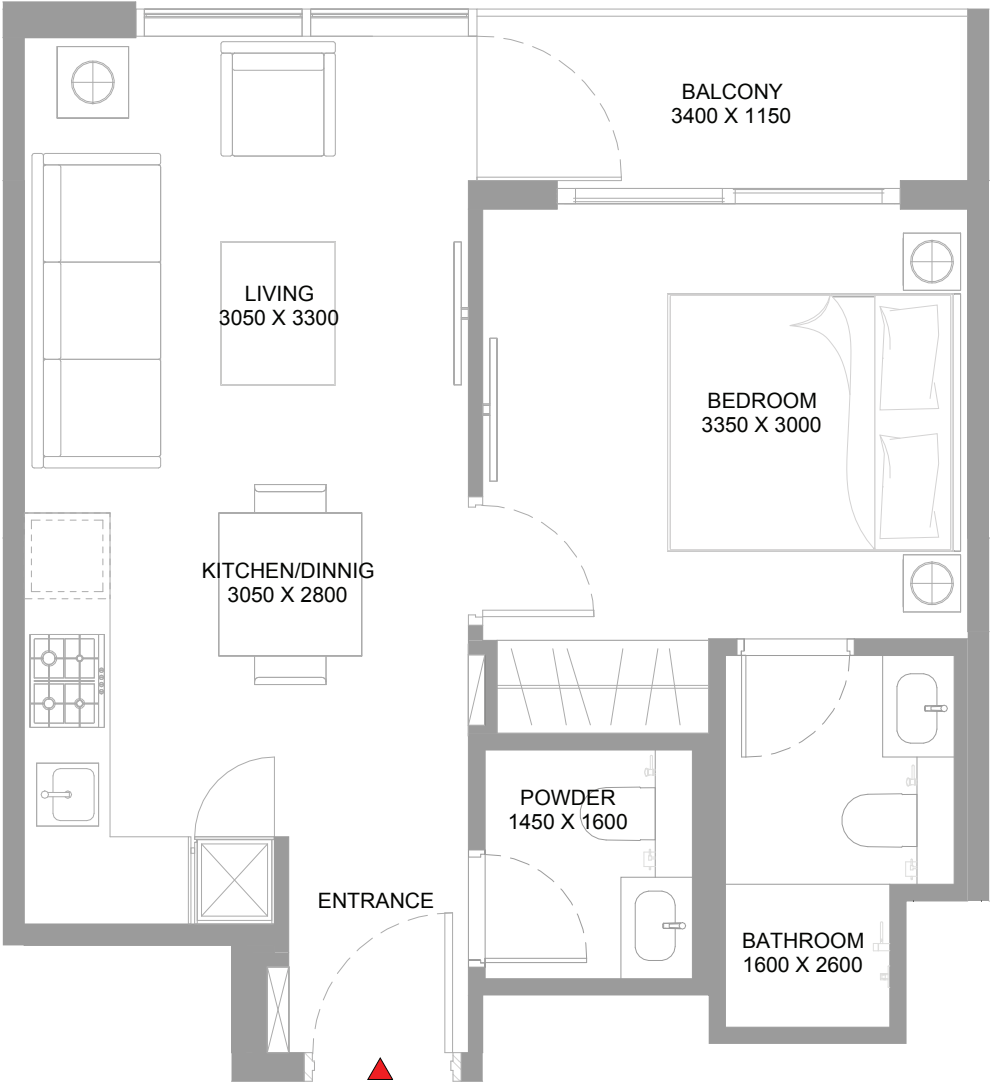 BALCONY
3400 X 1150
LIVING
3050 X 3300
BEDROOM
3350 X 3000
KITCHEN/DINNIG
3050 X 2800
POWDER
1450 X 1600
ENTRANCE
BATHROOM
1600 X 2600